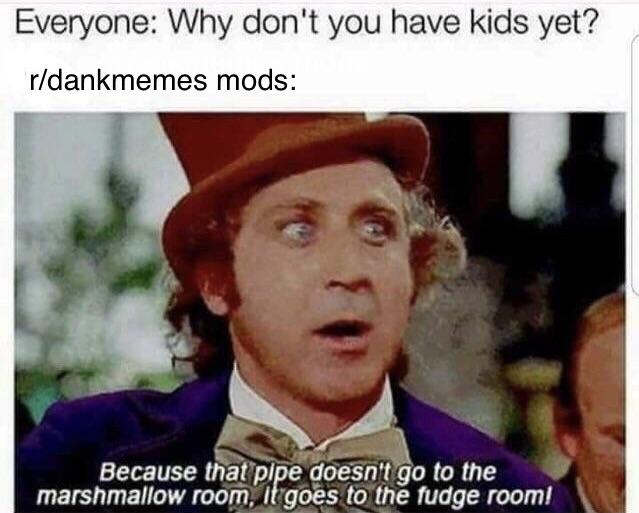 Everyone: Why don't you have kids yet?
r/dankmemes mods:
Because that pipe doesn't go to the
marshmallow room, it goes to the fudge room!